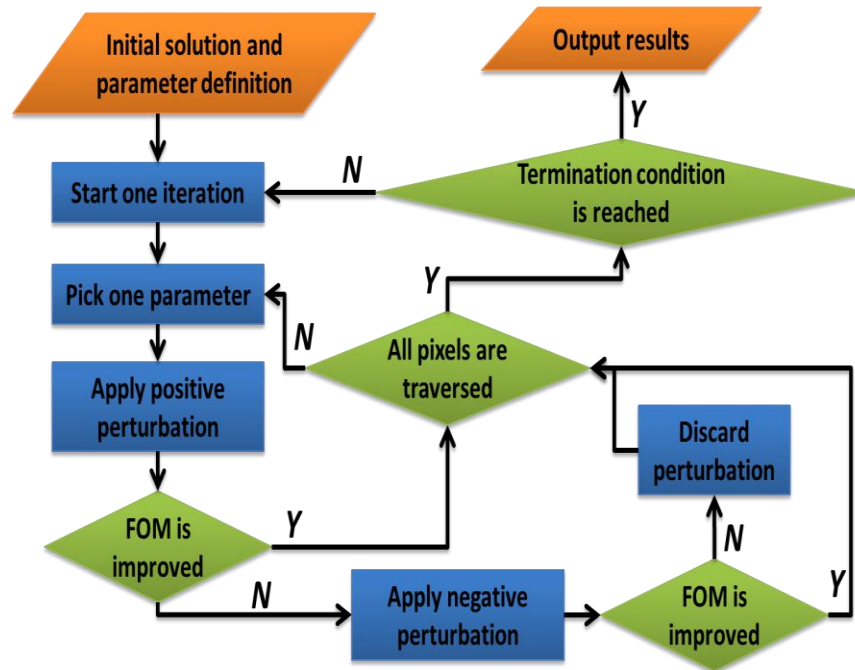 Initial solution and
parameter definition
Output results
Y
Termination condition
is reached
N
Start one iteration
Y
Pick one parameter
N
All pixels are
traversed
Apply positive
perturbation
Discard
perturbation
FOM is
improved
Y
N
N
Apply negative
perturbation
FOM is
improved
Y